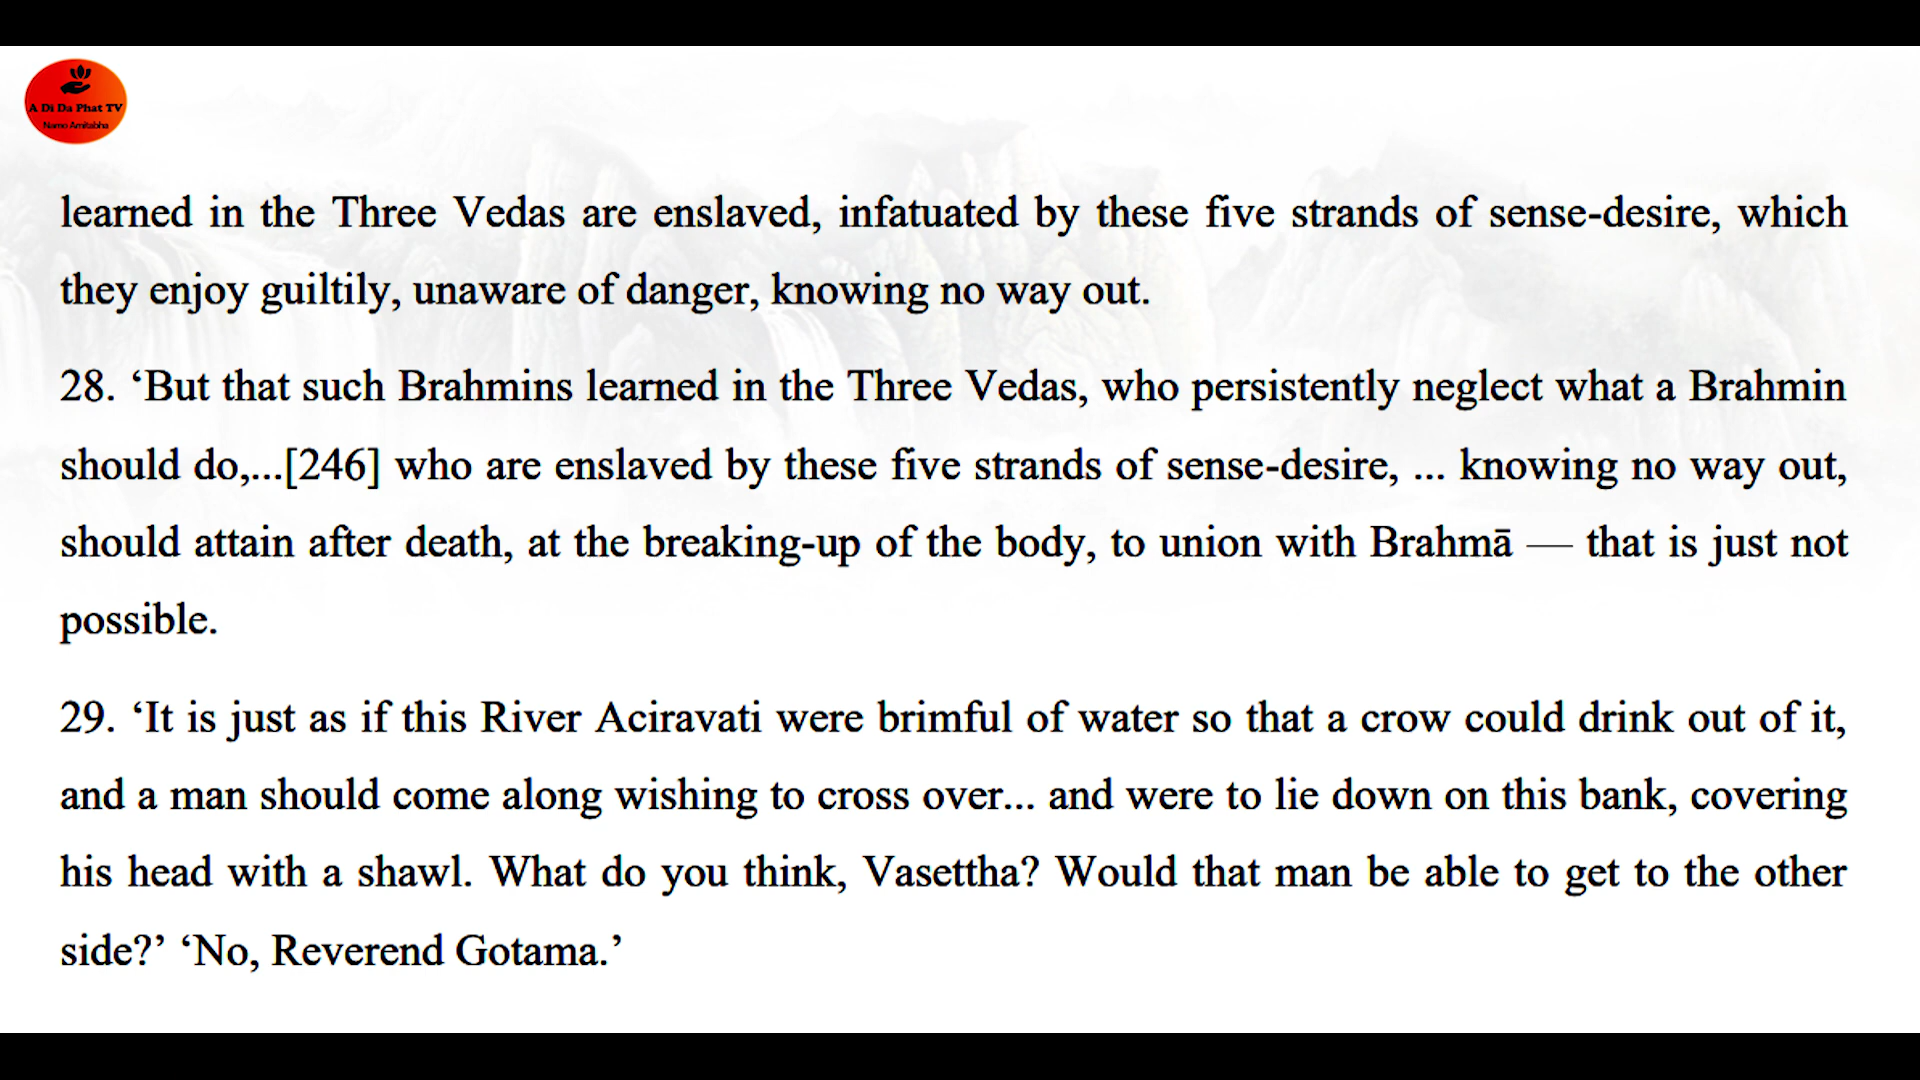 A Di Da Phat TV
Namo Amitabha
learned in the Three Vedas are enslaved, infatuated by these five strands of sense-desire, which
they enjoy guiltily, unaware of danger, knowing no way out.
28. ‘But that such Brahmins learned in the Three Vedas, who persistently neglect what a Brahmin
should do,...[246] who are enslaved by these five strands of sense-desire, ... knowing no way out,
should attain after death, at the breaking-up of the body, to union with Brahmā — that is just not
possible.
29. ‘It is just as if this River Aciravati were brimful of water so that a crow could drink out of it,
and a man should come along wishing to cross over... and were to lie down on this bank, covering
his head with a shawl. What do you think, Vasettha? Would that man be able to get to the other
side?’ ‘No, Reverend Gotama.’